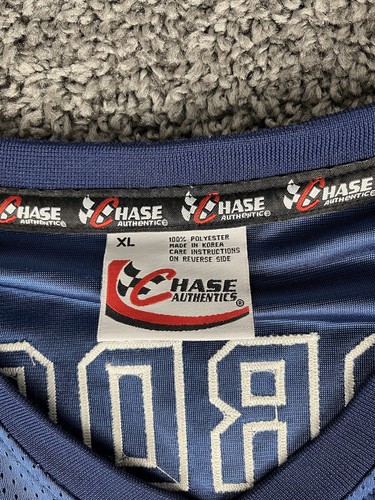 CHASE CHASE CHASE CHASE
AUTHENTICS AUTHENTICS AUTHENTICS AUTHENTICS
XL
100% POLYESTER
MADE IN KOREA
CARE INSTRUCTIONS
ON REVERSE SIDE
CHASE
AUTHENTICS®